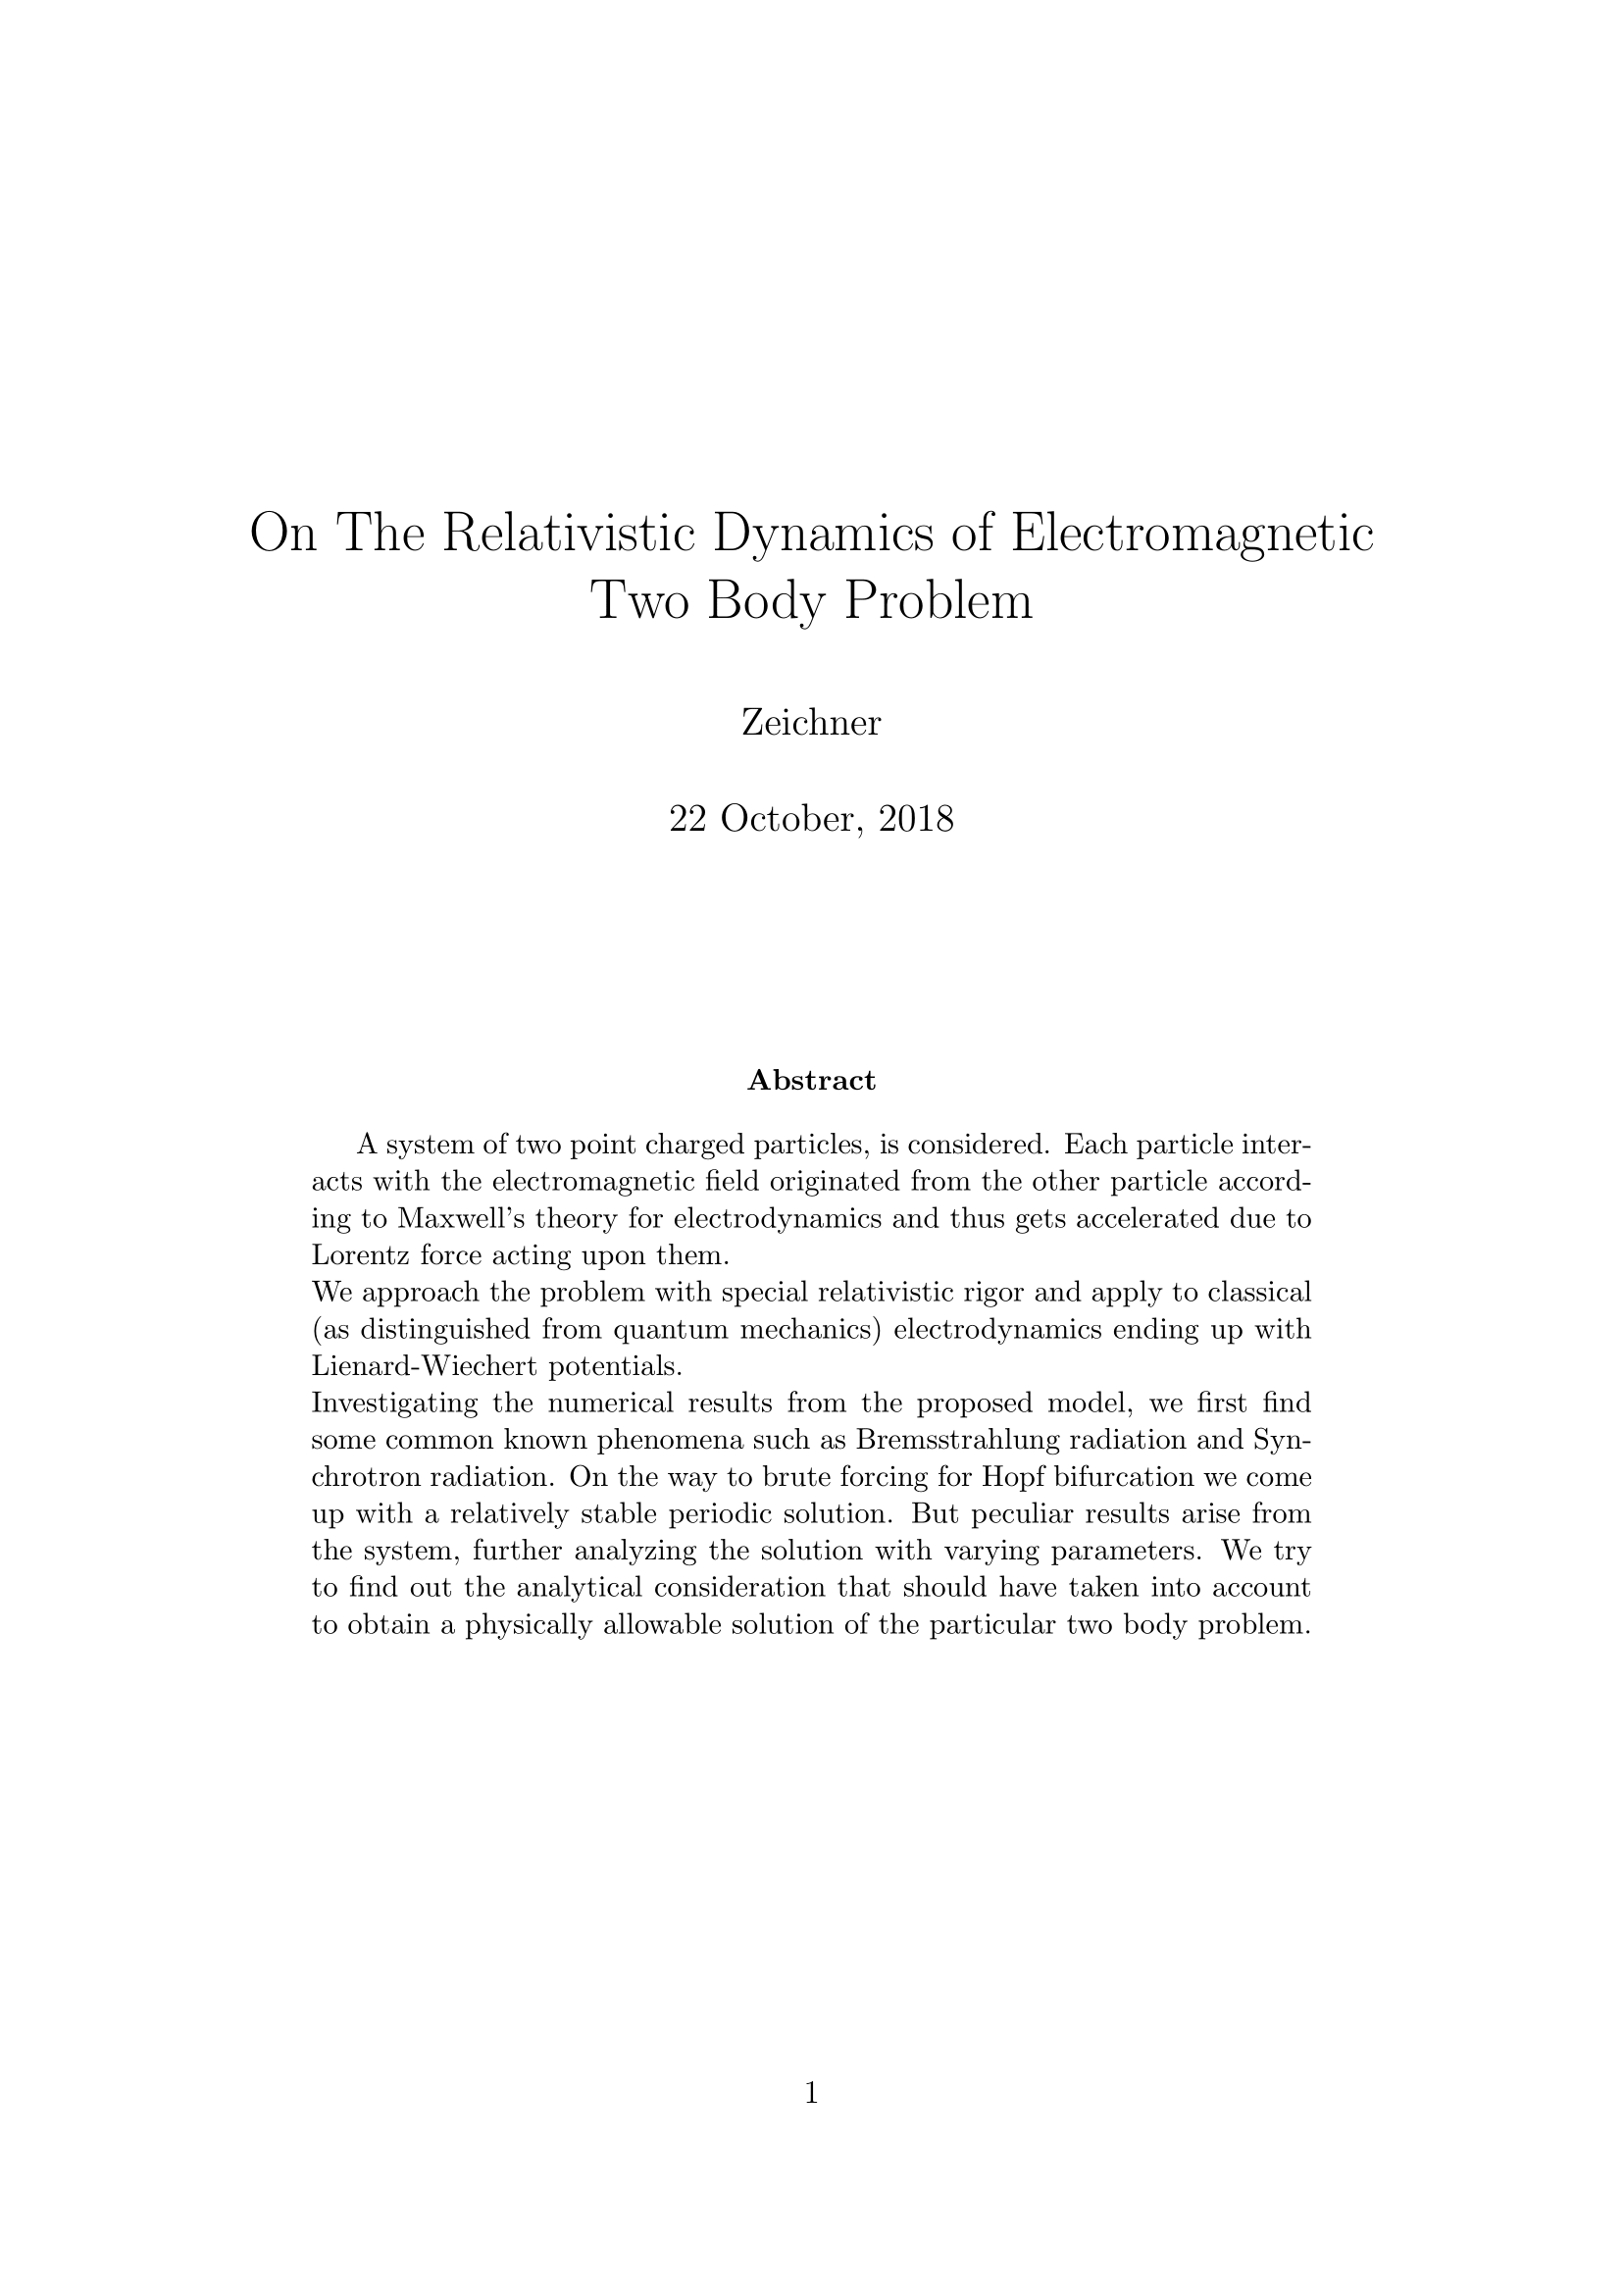 On The Relativistic Dynamics of Electromagnetic
Two Body Problem
Zeichner
22 October, 2018
Abstract
A system of two point charged particles, is considered. Each particle inter-
acts with the electromagnetic field originated from the other particle accord-
ing to Maxwell's theory for electrodynamics and thus gets accelerated due to
Lorentz force acting upon them.
We approach the problem with special relativistic rigor and apply to classical
(as distinguished from quantum mechanics) electrodynamics ending up with
Lienard-Wiechert potentials.
Investigating the numerical results from the proposed model, we first find
some common known phenomena such as Bremsstrahlung radiation and Syn-
chrotron radiation. On the way to brute forcing for Hopf bifurcation we come
up with a relatively stable periodic solution. But peculiar results arise from
the system, further analyzing the solution with varying parameters. We try
to find out the analytical consideration that should have taken into account
to obtain a physically allowable solution of the particular two body problem.
1